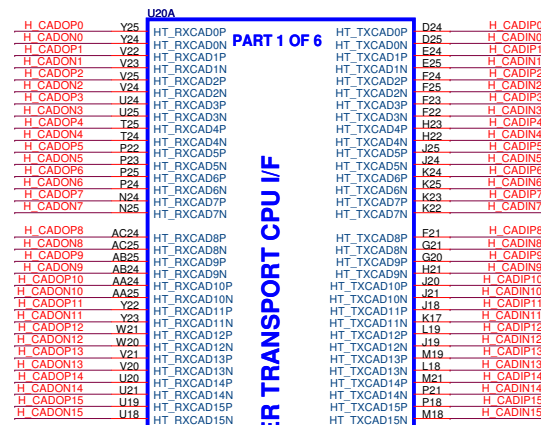 U20A
PART 1 OF 6
H_CADOP0 Y25 HT_RXCAD0P HT_TXCAD0P D24 H_CADIP0
H_CADON0 Y24 HT_RXCAD0N HT_TXCAD0N D25 H_CADIN0
H_CADOP1 V22 HT_RXCAD1P HT_TXCAD1P E24 H_CADIP1
H_CADON1 V23 HT_RXCAD1N HT_TXCAD1N E25 H_CADIN1
H_CADOP2 V25 HT_RXCAD2P HT_TXCAD2P F24 H_CADIP2
H_CADON2 V24 HT_RXCAD2N HT_TXCAD2N F25 H_CADIN2
H_CADOP3 U24 HT_RXCAD3P HT_TXCAD3P F23 H_CADIP3
H_CADON3 U25 HT_RXCAD3N HT_TXCAD3N F22 H_CADIN3
H_CADOP4 T25 HT_RXCAD4P HT_TXCAD4P H23 H_CADIP4
H_CADON4 T24 HT_RXCAD4N HT_TXCAD4N H22 H_CADIN4
H_CADOP5 P22 HT_RXCAD5P HT_TXCAD5P J25 H_CADIP5
H_CADON5 P23 HT_RXCAD5N HT_TXCAD5N J24 H_CADIN5
H_CADOP6 P25 HT_RXCAD6P HT_TXCAD6P K24 H_CADIP6
H_CADON6 P24 HT_RXCAD6N HT_TXCAD6N K25 H_CADIN6
H_CADOP7 N24 HT_RXCAD7P HT_TXCAD7P K23 H_CADIP7
H_CADON7 N25 HT_RXCAD7N HT_TXCAD7N K22 H_CADIN7
H_CADOP8 AC24 HT_RXCAD8P HT_TXCAD8P F21 H_CADIP8
H_CADON8 AC25 HT_RXCAD8N HT_TXCAD8N G21 H_CADIN8
H_CADOP9 AB25 HT_RXCAD9P HT_TXCAD9P G20 H_CADIP9
H_CADON9 AB24 HT_RXCAD9N HT_TXCAD9N H21 H_CADIN9
H_CADOP10 AA24 HT_RXCAD10P HT_TXCAD10P J20 H_CADIP10
H_CADON10 AA25 HT_RXCAD10N HT_TXCAD10N J21 H_CADIN10
H_CADOP11 Y22 HT_RXCAD11P HT_TXCAD11P J18 H_CADIP11
H_CADON11 Y23 HT_RXCAD11N HT_TXCAD11N K17 H_CADIN11
H_CADOP12 W21 HT_RXCAD12P HT_TXCAD12P L19 H_CADIP12
H_CADON12 W20 HT_RXCAD12N HT_TXCAD12N J19 H_CADIN12
H_CADOP13 V21 HT_RXCAD13P HT_TXCAD13P M19 H_CADIP13
H_CADON13 V20 HT_RXCAD13N HT_TXCAD13N L18 H_CADIN13
H_CADOP14 U20 HT_RXCAD14P HT_TXCAD14P M21 H_CADIP14
H_CADON14 U21 HT_RXCAD14N HT_TXCAD14N P21 H_CADIN14
H_CADOP15 U19 HT_RXCAD15P HT_TXCAD15P P18 H_CADIP15
H_CADON15 U18 HT_RXCAD15N HT_TXCAD15N M18 H_CADIN15
ER TRANSPORT CPU I/F